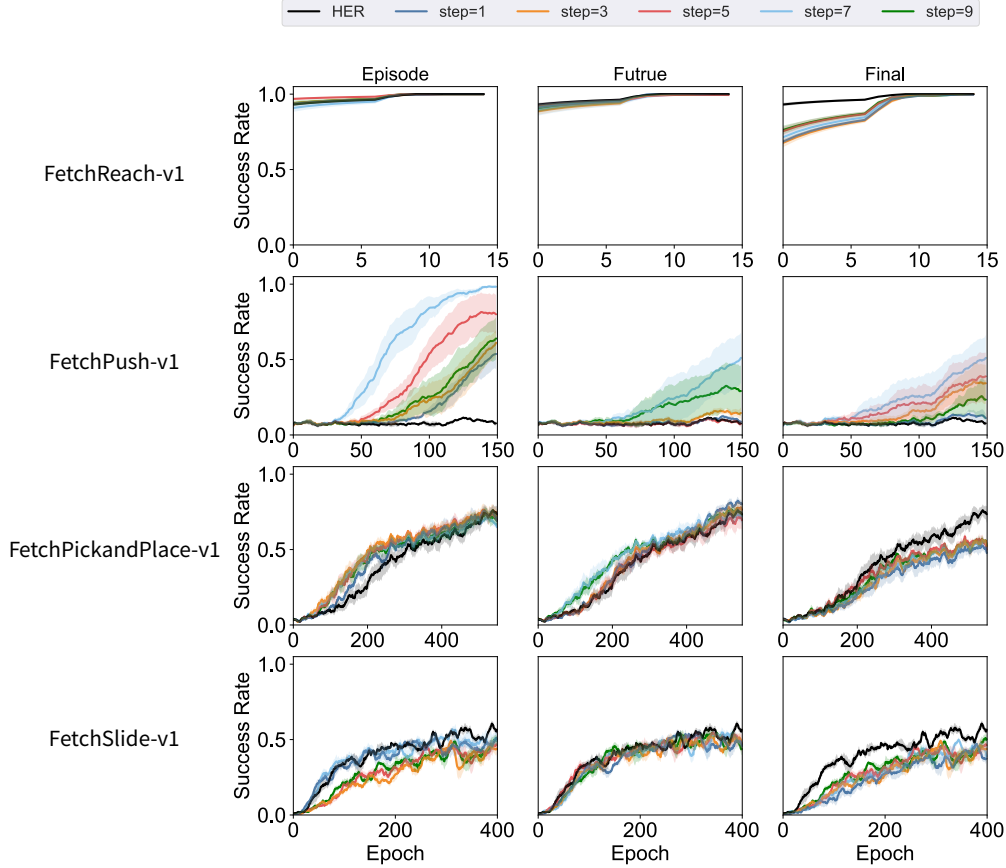 HER step=1 step=3 step=5 step=7 step=9
Episode Futrue Final
FetchReach-v1
Success Rate
1.0
0.5
0.0
0 5 10 15 0 5 10 15 0 5 10 15
FetchPush-v1
Success Rate
1.0
0.5
0.0
0 50 100 150 0 50 100 150 0 50 100 150
FetchPickandPlace-v1
Success Rate
1.0
0.5
0.0
0 200 400 0 200 400 0 200 400
FetchSlide-v1
Success Rate
1.0
0.5
0.0
0 200 400 0 200 400 0 200 400
Epoch Epoch Epoch